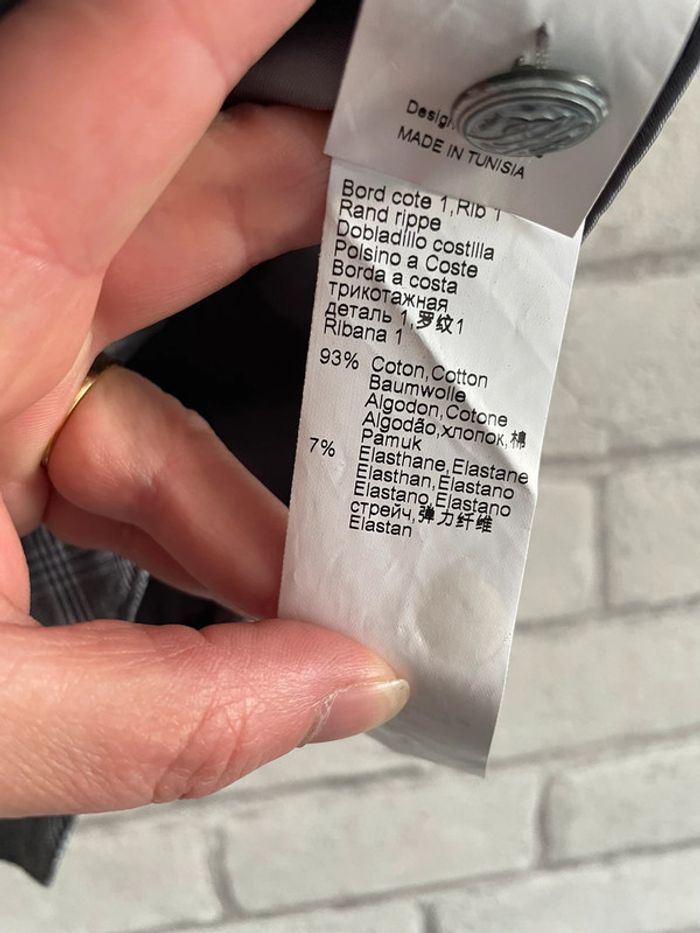 MADE IN TUNISIA
Bord cote 1,Rib 1
Rand rippe
Dobladillo costilla
Polsino a Coste
Borda a costa
трикотажная
деталь 1,罗纹1
Ribana 1
93% Coton,Cotton
Baumwolle
Algodon,Cotone
Algodão,хлопок,棉
Pamuk
7% Elasthane,Elastane
Elasthan,Elastano
Elastano,Elastano
стрейч,弹力纤维
Elastan